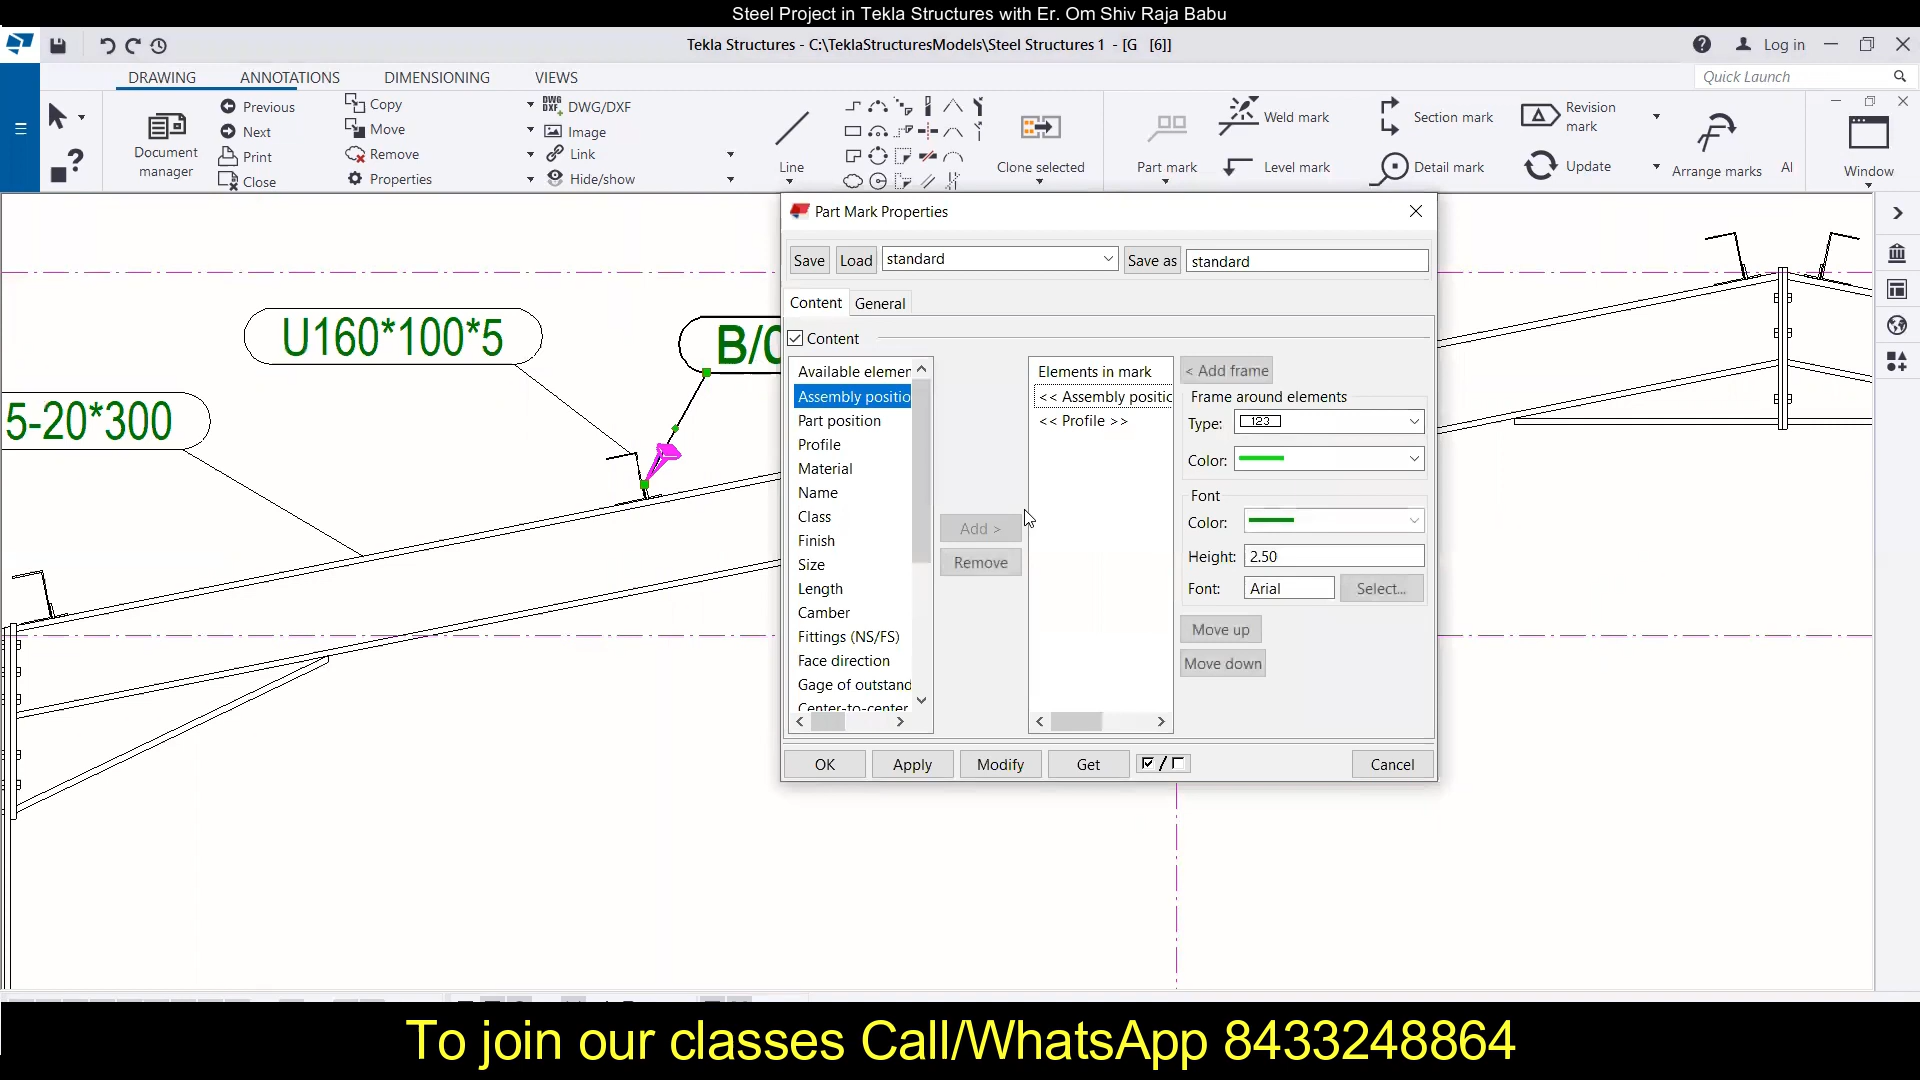 Steel Project in Tekla Structures with Er. Om Shiv Raja Babu
Tekla Structures - C:\TeklaStructuresModels\Steel Structures 1 - [G [6]]
Log in
DRAWING ANNOTATIONS DIMENSIONING VIEWS
Quick Launch
Document manager
Previous
Next
Print
Close
Copy
Move
Remove
Properties
DWG DXF DWG/DXF
Image
Link
Hide/show
Line
Clone selected
Part mark
Weld mark
Level mark
Section mark
Detail mark
Revision mark
Update
Arrange marks
Al
Window
U160*100*5
B/
5-20*300
Part Mark Properties
Save Load standard Save as standard
Content General
Content
Available elemen
Assembly positio
Part position
Profile
Material
Name
Class
Finish
Size
Length
Camber
Fittings (NS/FS)
Face direction
Gage of outstand
Center-to-center
Add >
Remove
Elements in mark
<< Assembly positic
<< Profile >>
< Add frame
Frame around elements
Type: 123
Color:
Font
Color:
Height: 2.50
Font: Arial Select...
Move up
Move down
OK Apply Modify Get / Cancel
To join our classes Call/WhatsApp 8433248864